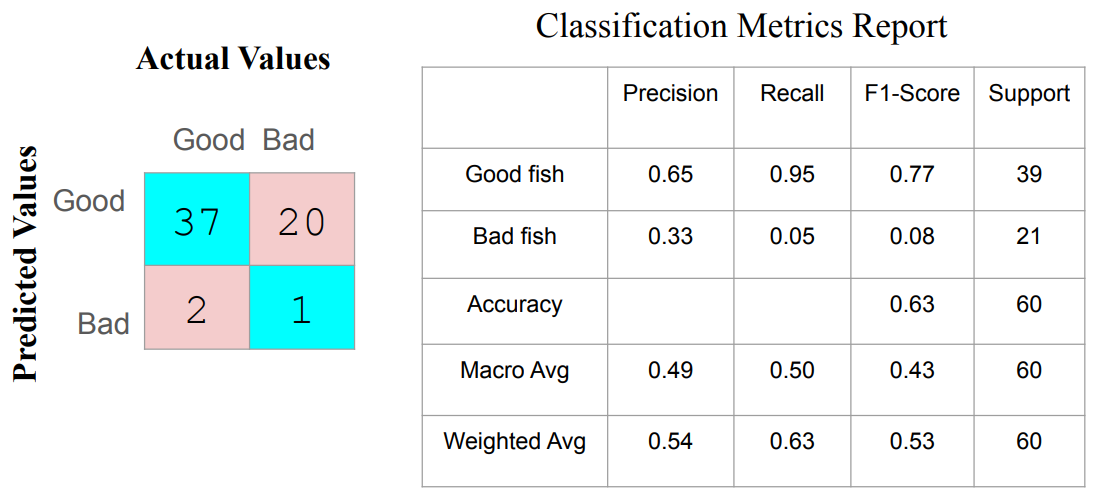 Classification Metrics Report
Actual Values
Good Bad
Predicted Values
Good 37 20
Bad 2 1
Precision Recall F1-Score Support
Good fish 0.65 0.95 0.77 39
Bad fish 0.33 0.05 0.08 21
Accuracy 0.63 60
Macro Avg 0.49 0.50 0.43 60
Weighted Avg 0.54 0.63 0.53 60